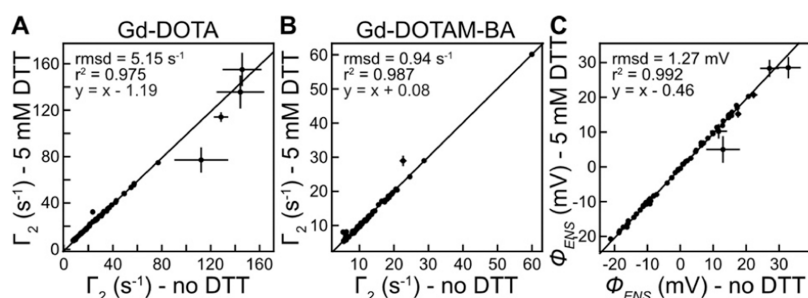 A Gd-DOTA
rmsd = 5.15 s⁻¹
r² = 0.975
y = x - 1.19
Γ₂ (s⁻¹) - 5 mM DTT
160
120
80
40
0
0 40 80 120 160
Γ₂ (s⁻¹) - no DTT
B Gd-DOTAM-BA
rmsd = 0.94 s⁻¹
r² = 0.987
y = x + 0.08
Γ₂ (s⁻¹) - 5 mM DTT
60
50
40
30
20
10
0 10 20 30 40 50 60
Γ₂ (s⁻¹) - no DTT
C
rmsd = 1.27 mV
r² = 0.992
y = x - 0.46
Φ_ENS (mV) - 5 mM DTT
30
20
10
0
-10
-20
-20 -10 0 10 20 30
Φ_ENS (mV) - no DTT